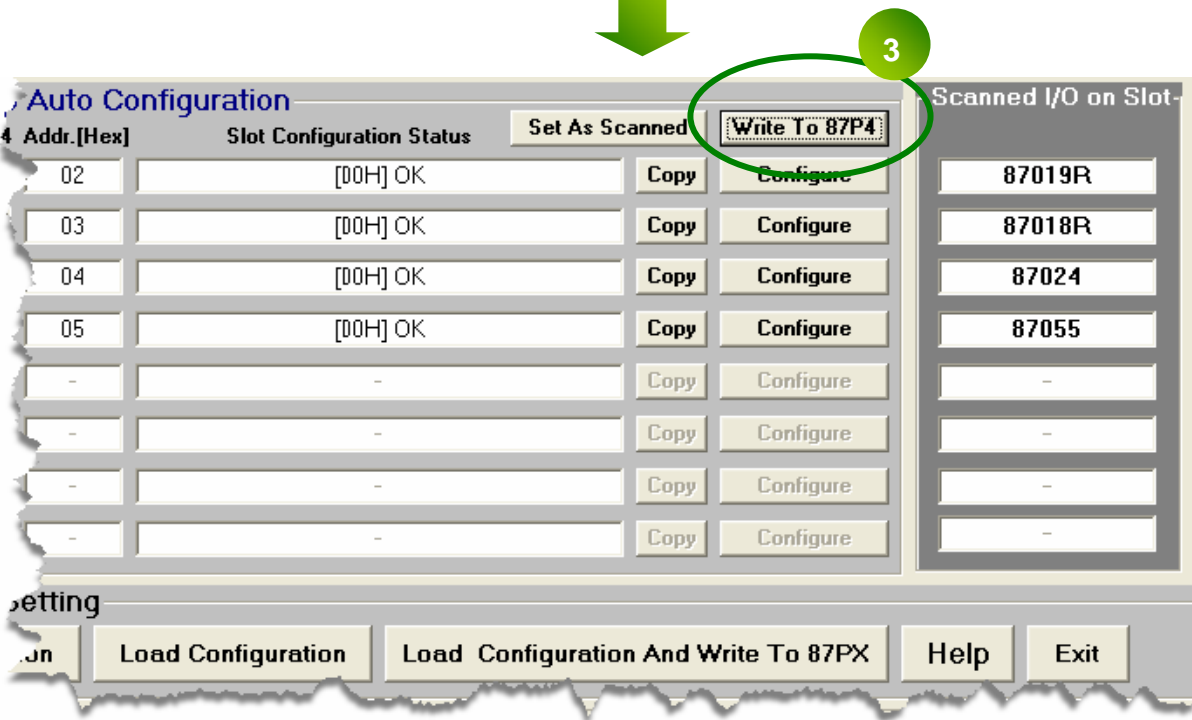 3
Auto Configuration
Scanned I/O on Slot
4 Addr.[Hex] Slot Configuration Status Set As Scanned Write To 87P4
02 [00H] OK Copy Configure 87019R
03 [00H] OK Copy Configure 87018R
04 [00H] OK Copy Configure 87024
05 [00H] OK Copy Configure 87055
- - Copy Configure -
- - Copy Configure -
- - Copy Configure -
- - Copy Configure -
etting
on Load Configuration Load Configuration And Write To 87PX Help Exit